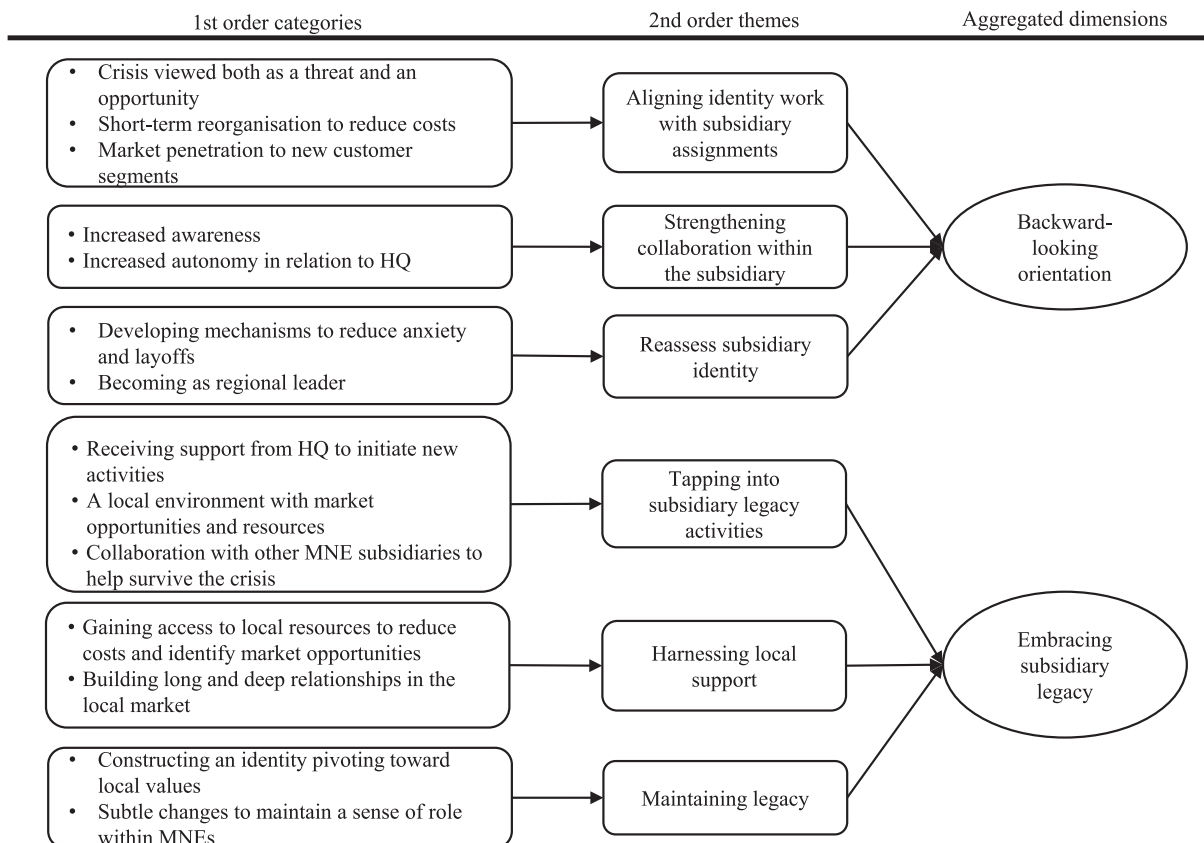 1st order categories
2nd order themes
Aggregated dimensions
• Crisis viewed both as a threat and an
opportunity
• Short-term reorganisation to reduce costs
• Market penetration to new customer
segments
Aligning identity work
with subsidiary
assignments
• Increased awareness
• Increased autonomy in relation to HQ
Strengthening
collaboration within
the subsidiary
Backward-
looking
orientation
• Developing mechanisms to reduce anxiety
and layoffs
• Becoming as regional leader
Reassess subsidiary
identity
• Receiving support from HQ to initiate new
activities
• A local environment with market
opportunities and resources
• Collaboration with other MNE subsidiaries to
help survive the crisis
Tapping into
subsidiary legacy
activities
• Gaining access to local resources to reduce
costs and identify market opportunities
• Building long and deep relationships in the
local market
Harnessing local
support
Embracing
subsidiary
legacy
• Constructing an identity pivoting toward
local values
• Subtle changes to maintain a sense of role
within MNEs
Maintaining legacy